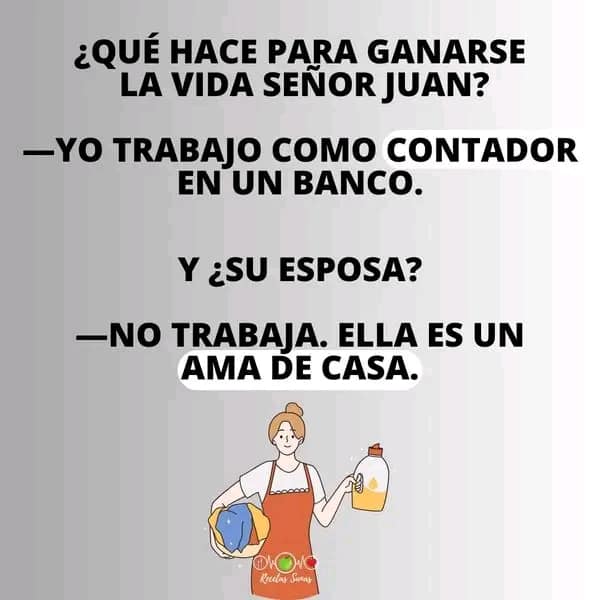 ¿QUÉ HACE PARA GANARSE
LA VIDA SEÑOR JUAN?
—YO TRABAJO COMO CONTADOR
EN UN BANCO.
Y ¿SU ESPOSA?
—NO TRABAJA. ELLA ES UN
AMA DE CASA.
Recetas Sanas